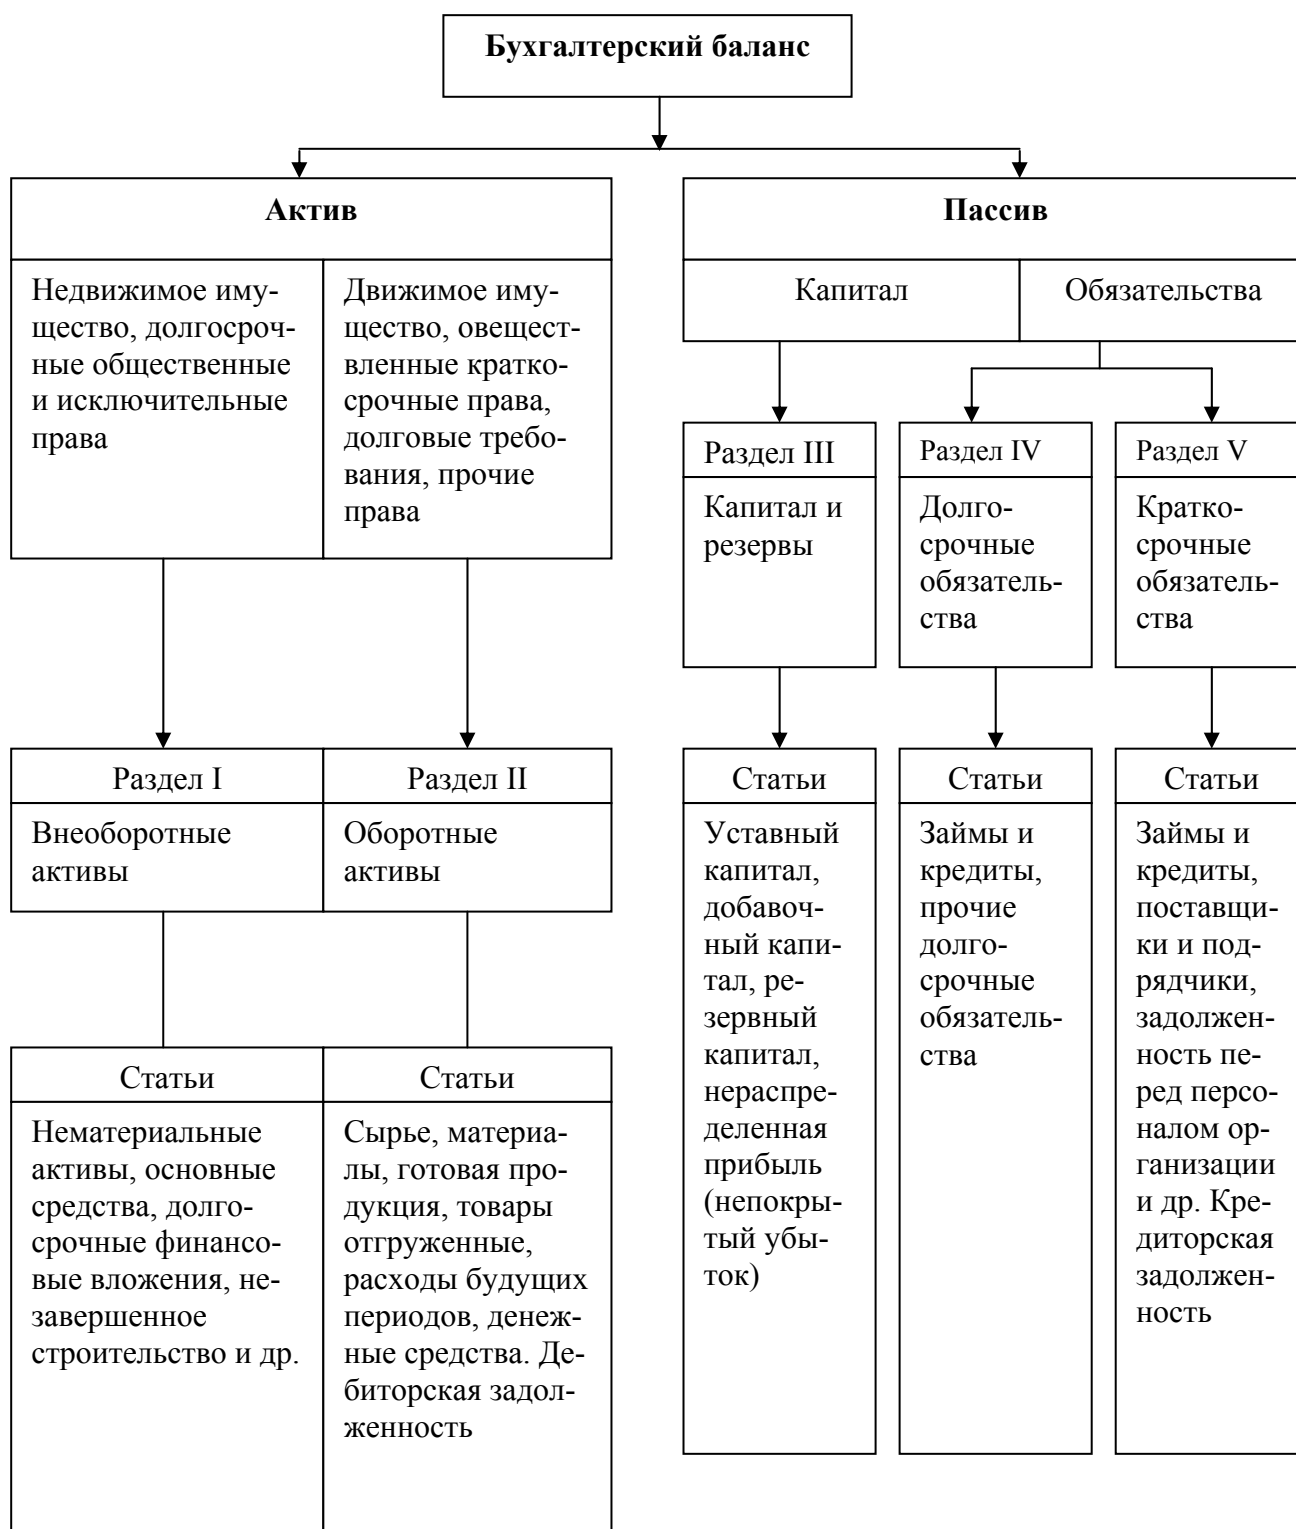 Бухгалтерский баланс
Актив
Недвижимое иму-
щество, долгосроч-
ные общественные
и исключительные
права
Движимое иму-
щество, овещест-
вленные кратко-
срочные права,
долговые требо-
вания, прочие
права
Раздел I
Внеоборотные
активы
Раздел II
Оборотные
активы
Статьи
Нематериальные
активы, основные
средства, долго-
срочные финансо-
вые вложения, не-
завершенное
строительство и др.
Статьи
Сырье, материа-
лы, готовая про-
дукция, товары
отгруженные,
расходы будущих
периодов, денеж-
ные средства. Де-
биторская задол-
женность
Пассив
Капитал
Обязательства
Раздел III
Капитал и
резервы
Раздел IV
Долго-
срочные
обязатель-
ства
Раздел V
Кратко-
срочные
обязатель-
ства
Статьи
Уставный
капитал,
добавоч-
ный капи-
тал, ре-
зервный
капитал,
нераспре-
деленная
прибыль
(непокры-
тый убы-
ток)
Статьи
Займы и
кредиты,
прочие
долго-
срочные
обязатель-
ства
Статьи
Займы и
кредиты,
поставщи-
ки и под-
рядчики,
задолжен-
ность пе-
ред персо-
налом ор-
ганизации
и др. Кре-
диторская
задолжен-
ность